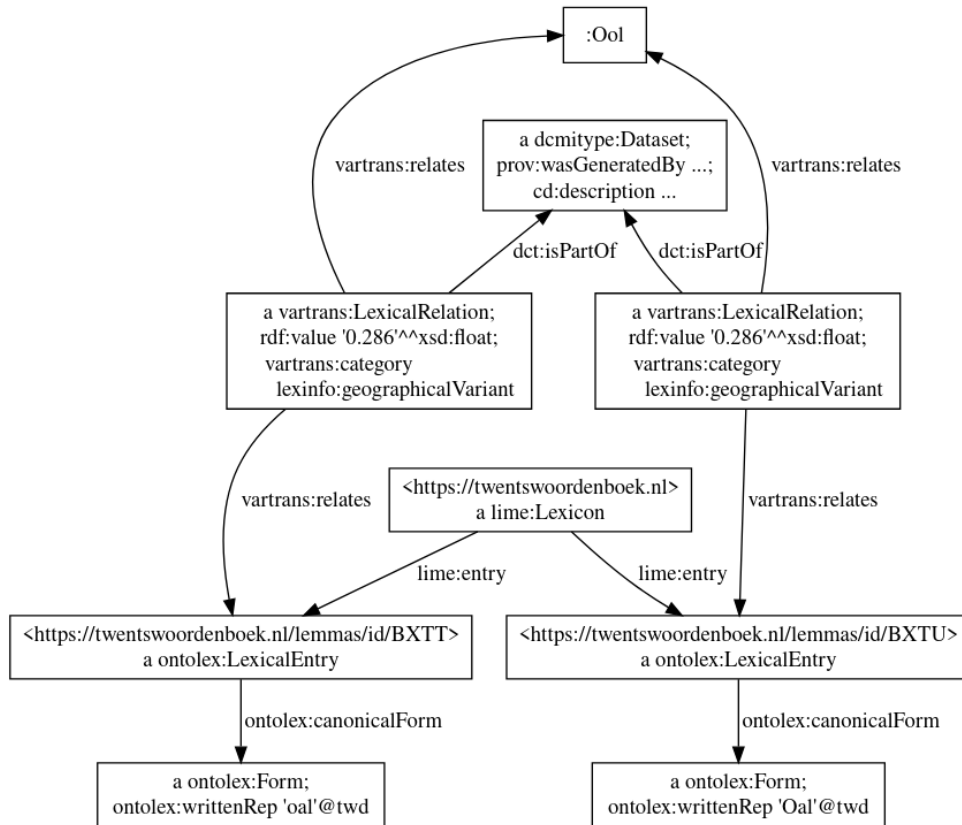 :Ool
a dcmitype:Dataset;
prov:wasGeneratedBy ...;
cd:description ...
vartrans:relates
vartrans:relates
dct:isPartOf
dct:isPartOf
a vartrans:LexicalRelation;
rdf:value '0.286'^^xsd:float;
vartrans:category
lexinfo:geographicalVariant
a vartrans:LexicalRelation;
rdf:value '0.286'^^xsd:float;
vartrans:category
lexinfo:geographicalVariant
vartrans:relates
<https://twentswoordenboek.nl>
a lime:Lexicon
vartrans:relates
lime:entry
lime:entry
<https://twentswoordenboek.nl/lemmas/id/BXTT>
a ontolex:LexicalEntry
<https://twentswoordenboek.nl/lemmas/id/BXTU>
a ontolex:LexicalEntry
ontolex:canonicalForm
ontolex:canonicalForm
a ontolex:Form;
ontolex:writtenRep 'oal'@twd
a ontolex:Form;
ontolex:writtenRep 'Oal'@twd